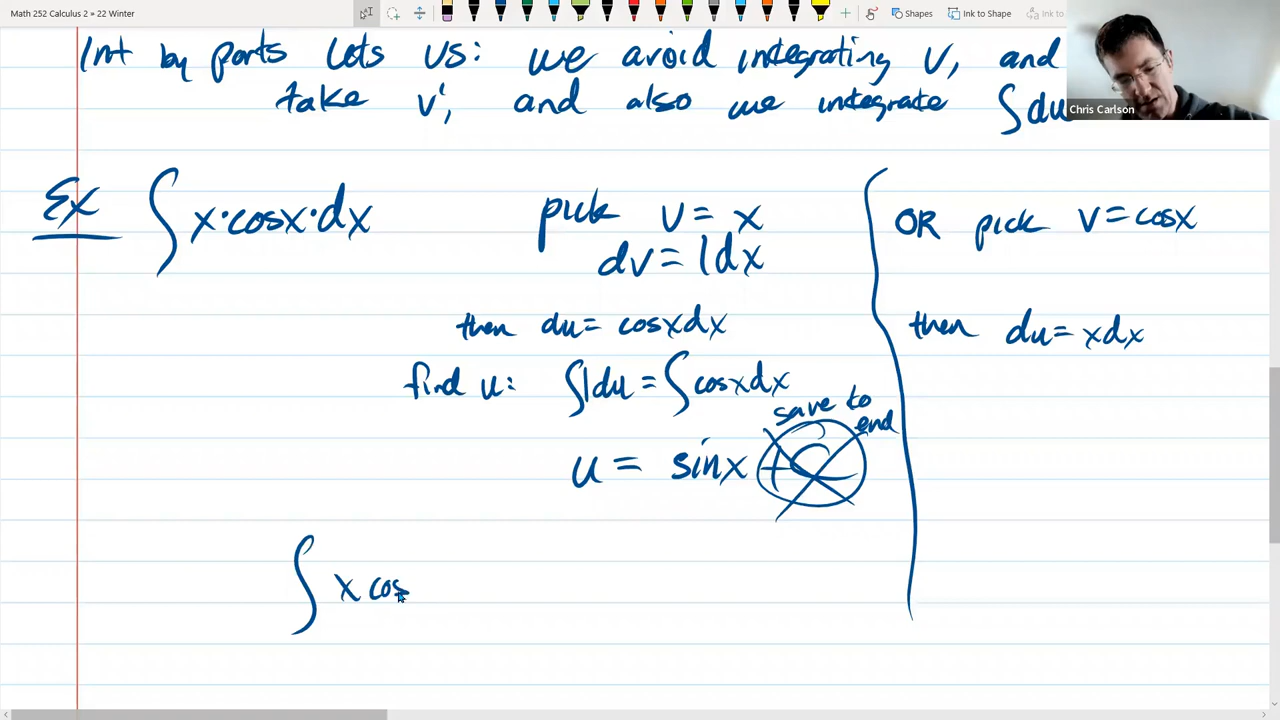 Math 252 Calculus 2 » 22 Winter
Shapes
Ink to Shape
Ink to
Int by parts lets us: we avoid integrating v, and
take v', and also we integrate ∫du
Chris Carlson
Ex ∫ x·cosx·dx
pick v = x
dv = 1dx
then du = cosxdx
find u: ∫1du = ∫cosxdx
save to end
u = sinx + C
∫ x cos
OR pick v = cosx
then du = xdx